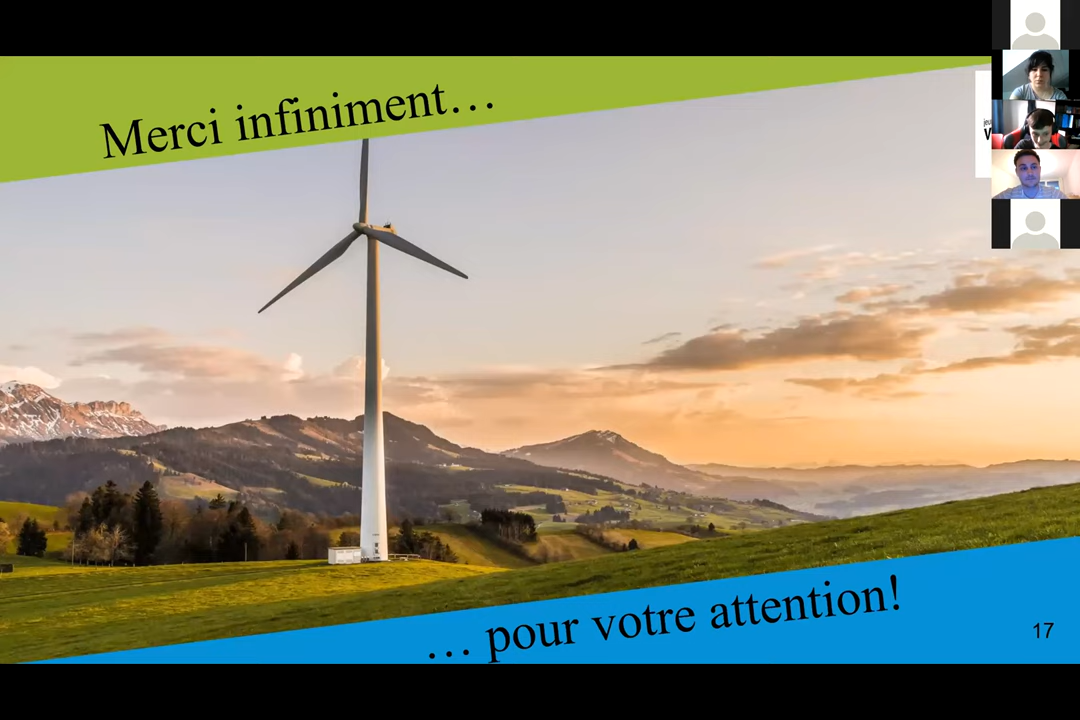 Merci infiniment…
… pour votre attention!
17